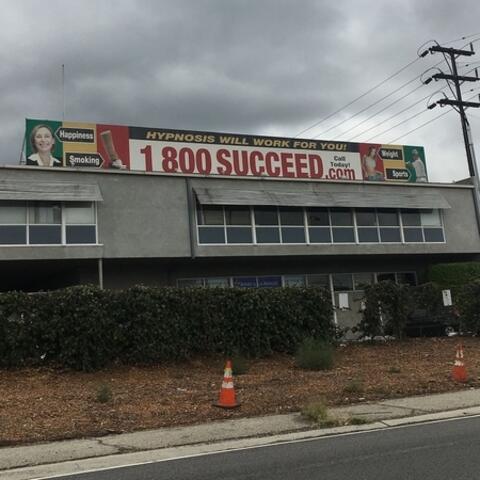 HYPNOSIS WILL WORK FOR YOU!
Happiness
Smoking
1 800 SUCCEED.com
Call
Today!
Weight
Sports